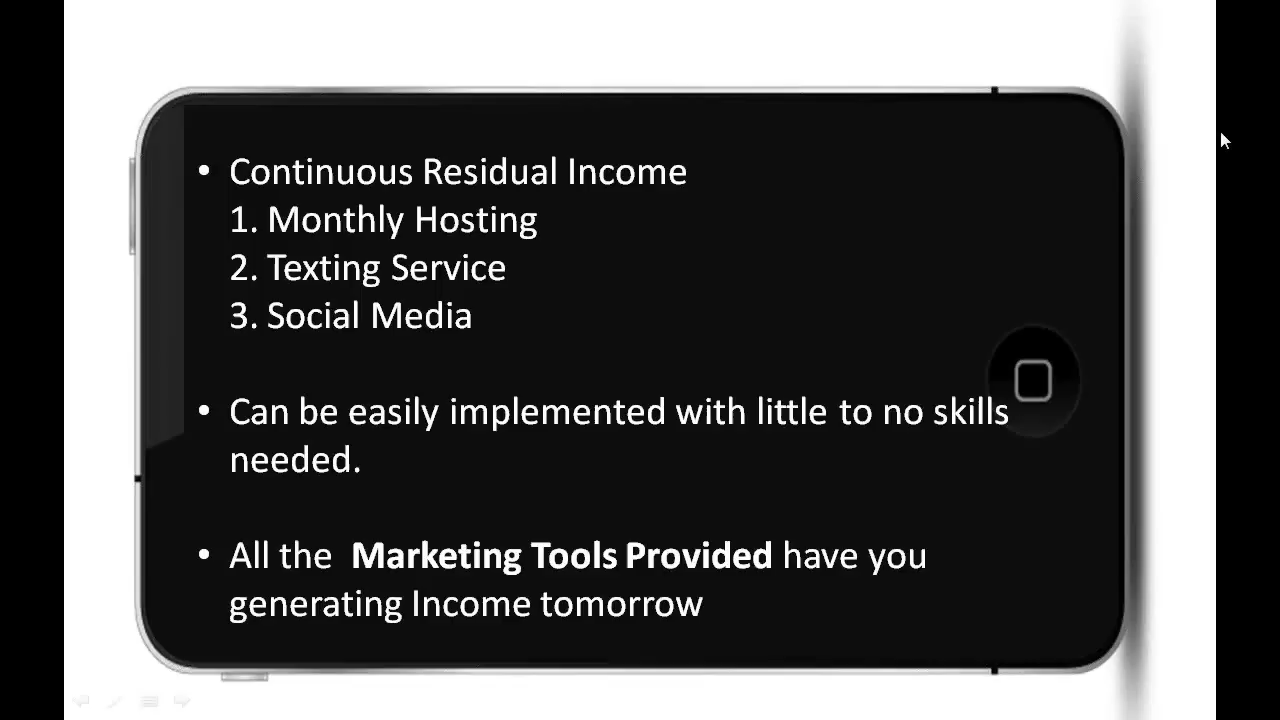 • Continuous Residual Income
1. Monthly Hosting
2. Texting Service
3. Social Media
• Can be easily implemented with little to no skills
needed.
• All the  Marketing Tools Provided have you
generating Income tomorrow